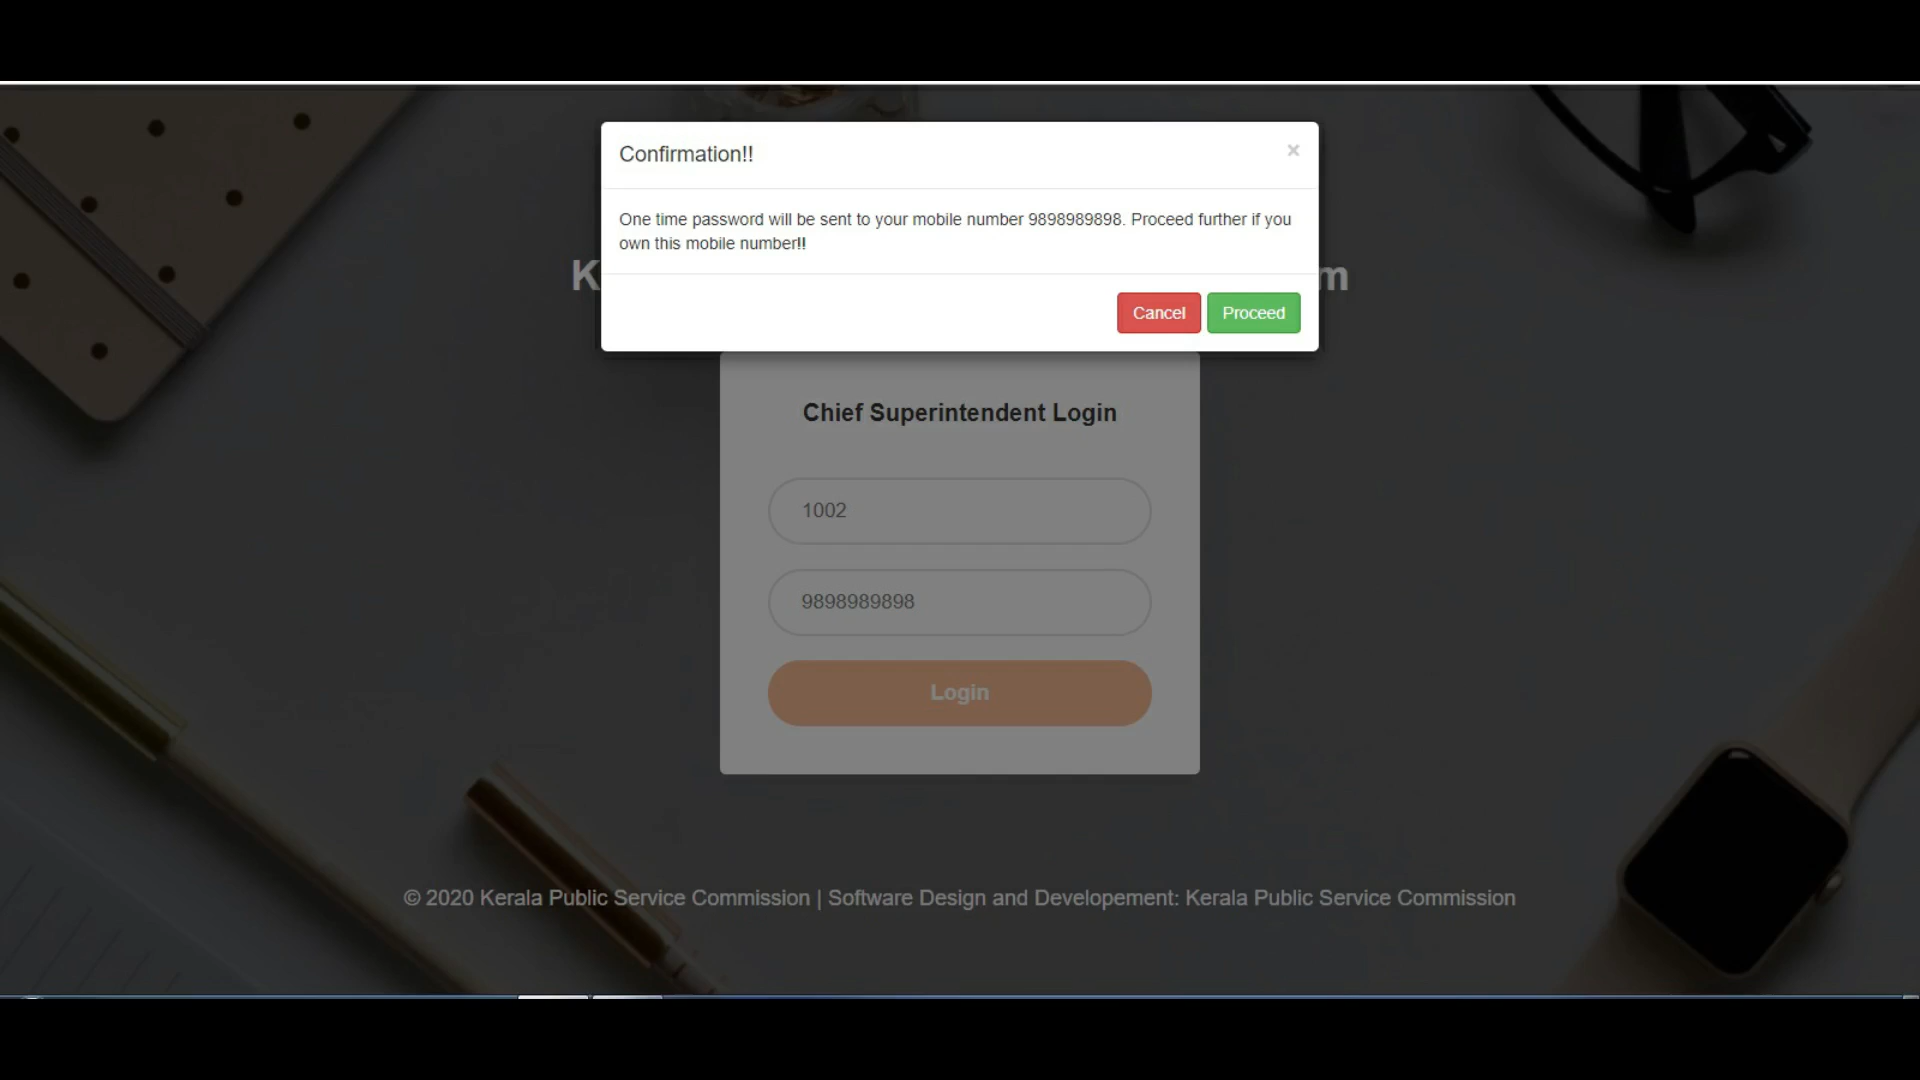 Confirmation!!
×
One time password will be sent to your mobile number 9898989898. Proceed further if you
own this mobile number!!
Cancel Proceed
Chief Superintendent Login
1002
9898989898
Login
© 2020 Kerala Public Service Commission | Software Design and Developement: Kerala Public Service Commission